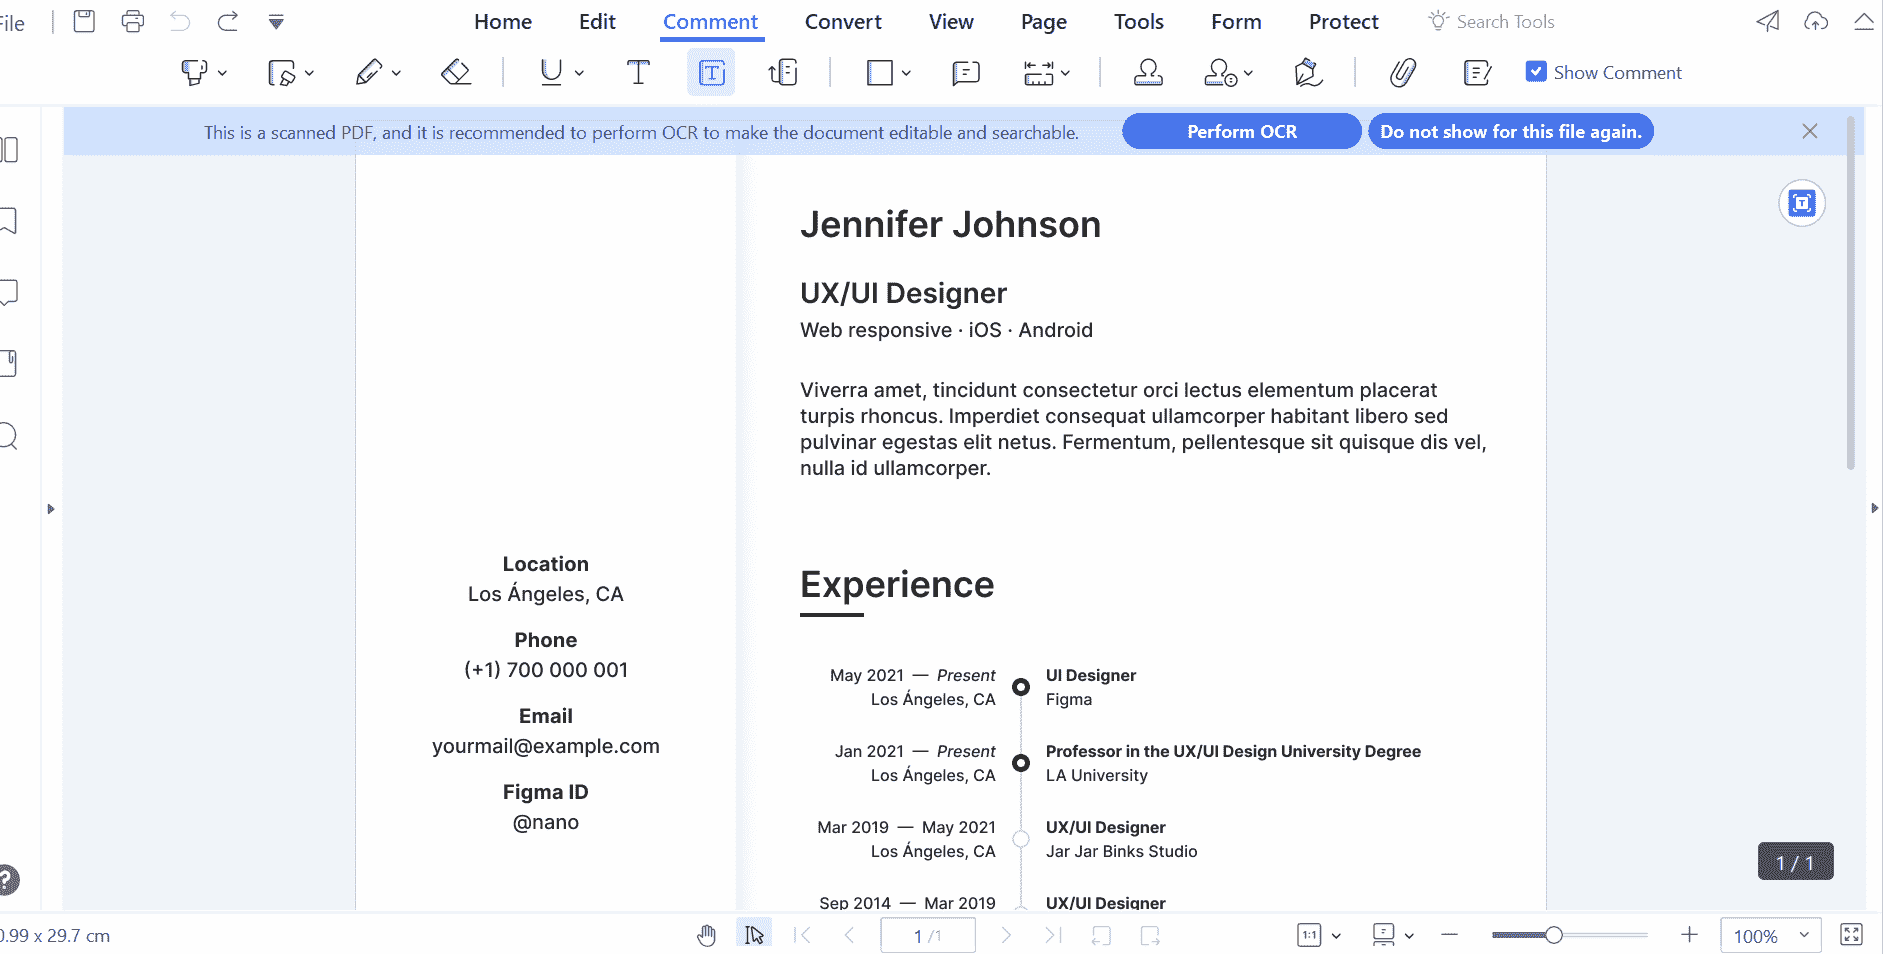 File
Home Edit Comment Convert View Page Tools Form Protect Search Tools
Show Comment
This is a scanned PDF, and it is recommended to perform OCR to make the document editable and searchable.
Perform OCR
Do not show for this file again.
Jennifer Johnson
UX/UI Designer
Web responsive · iOS · Android
Viverra amet, tincidunt consectetur orci lectus elementum placerat
turpis rhoncus. Imperdiet consequat ullamcorper habitant libero sed
pulvinar egestas elit netus. Fermentum, pellentesque sit quisque dis vel,
nulla id ullamcorper.
Location
Los Ángeles, CA
Phone
(+1) 700 000 001
Email
yourmail@example.com
Figma ID
@nano
Experience
May 2021 — Present
Los Ángeles, CA
UI Designer
Figma
Jan 2021 — Present
Los Ángeles, CA
Professor in the UX/UI Design University Degree
LA University
Mar 2019 — May 2021
Los Ángeles, CA
UX/UI Designer
Jar Jar Binks Studio
Sep 2014 — Mar 2019
UX/UI Designer
1 / 1
0.99 x 29.7 cm
1 /1
1:1
100%